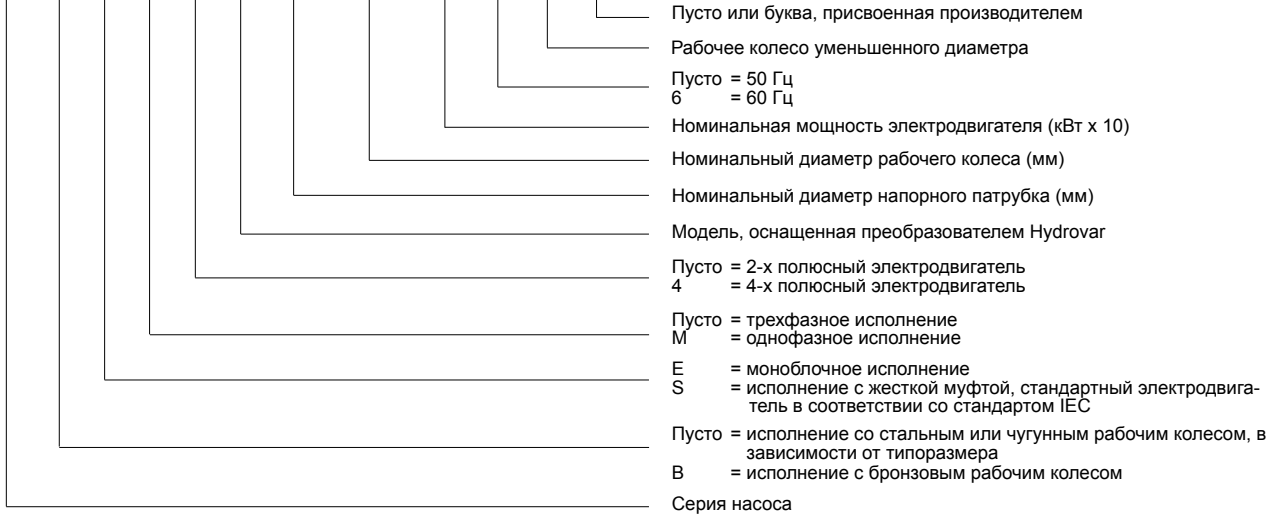 Пусто или буква, присвоенная производителем
Рабочее колесо уменьшенного диаметра
Пусто = 50 Гц
6 = 60 Гц
Номинальная мощность электродвигателя (кВт x 10)
Номинальный диаметр рабочего колеса (мм)
Номинальный диаметр напорного патрубка (мм)
Модель, оснащенная преобразователем Hydrovar
Пусто = 2-х полюсный электродвигатель
4 = 4-х полюсный электродвигатель
Пусто = трехфазное исполнение
М = однофазное исполнение
E = моноблочное исполнение
S = исполнение с жесткой муфтой, стандартный электродвига-
тель в соответствии со стандартом IEC
Пусто = исполнение со стальным или чугунным рабочим колесом, в
зависимости от типоразмера
B = исполнение с бронзовым рабочим колесом
Серия насоса